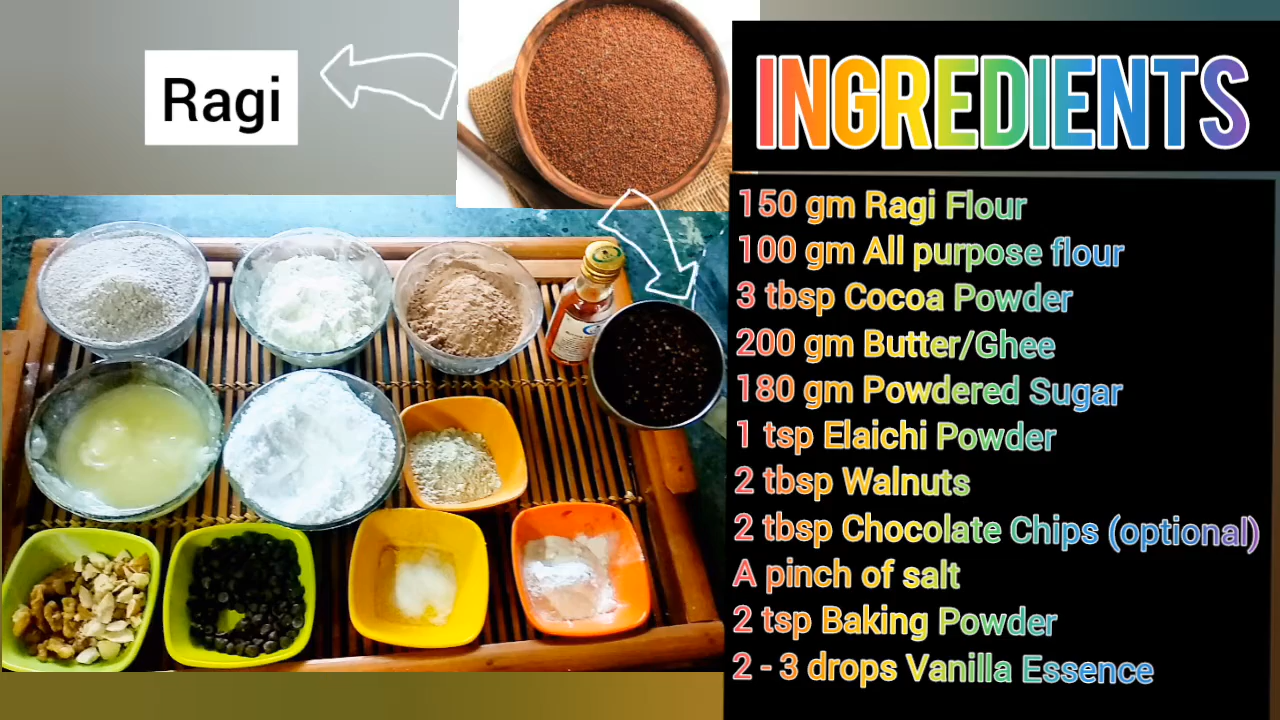 Ragi
INGREDIENTS
150 gm Ragi Flour
100 gm All purpose flour
3 tbsp Cocoa Powder
200 gm Butter/Ghee
180 gm Powdered Sugar
1 tsp Elaichi Powder
2 tbsp Walnuts
2 tbsp Chocolate Chips (optional)
A pinch of salt
2 tsp Baking Powder
2 - 3 drops Vanilla Essence